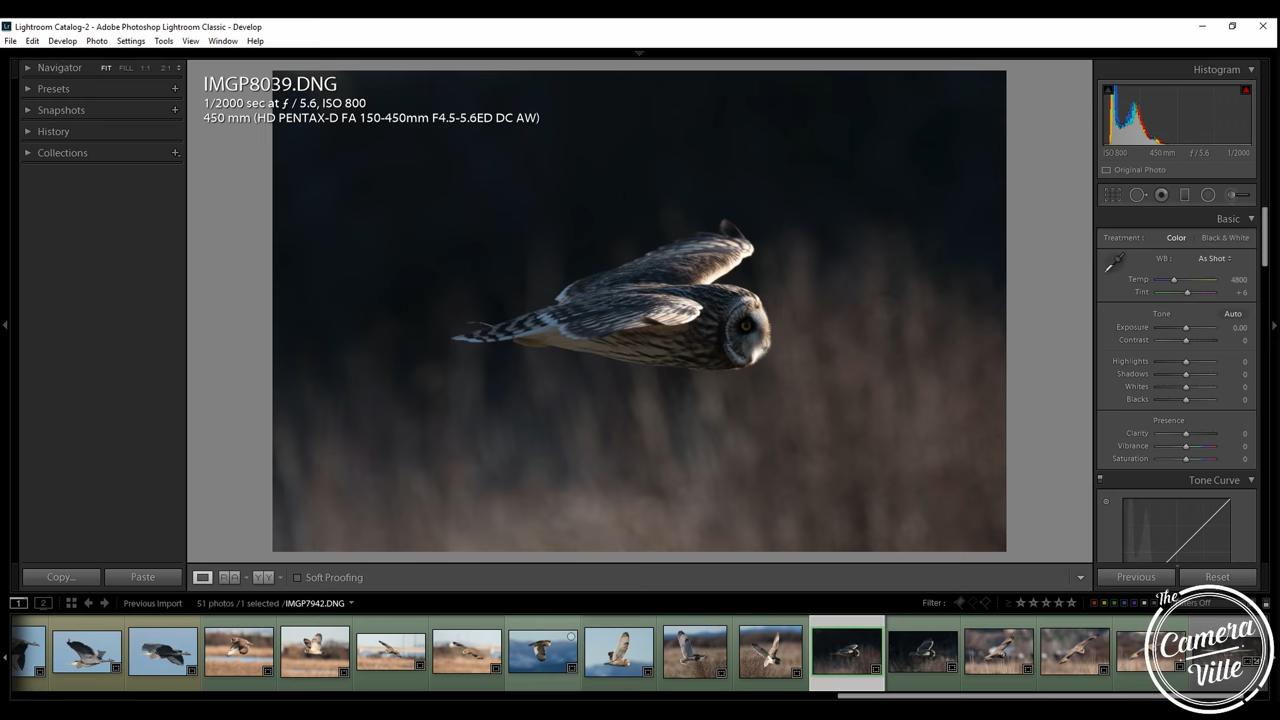 Lightroom Catalog-2 - Adobe Photoshop Lightroom Classic - Develop
File Edit Develop Photo Settings Tools View Window Help
Navigator FIT FILL 1:1 2:1
Presets
Snapshots
History
Collections
IMGP8039.DNG
1/2000 sec at ƒ / 5.6, ISO 800
450 mm (HD PENTAX-D FA 150-450mm F4.5-5.6ED DC AW)
Histogram
ISO 800 450 mm ƒ / 5.6 1/2000
Original Photo
Basic
Treatment : Color Black & White
WB : As Shot
Temp 4800
Tint + 6
Tone Auto
Exposure 0.00
Contrast 0
Highlights 0
Shadows 0
Whites 0
Blacks 0
Presence
Clarity 0
Vibrance 0
Saturation 0
Tone Curve
Copy... Paste
R A Y Y Soft Proofing
Previous Reset
1 2 Previous Import 51 photos / 1 selected / IMGP7942.DNG Filter : Filters Off
The
Camera
Ville